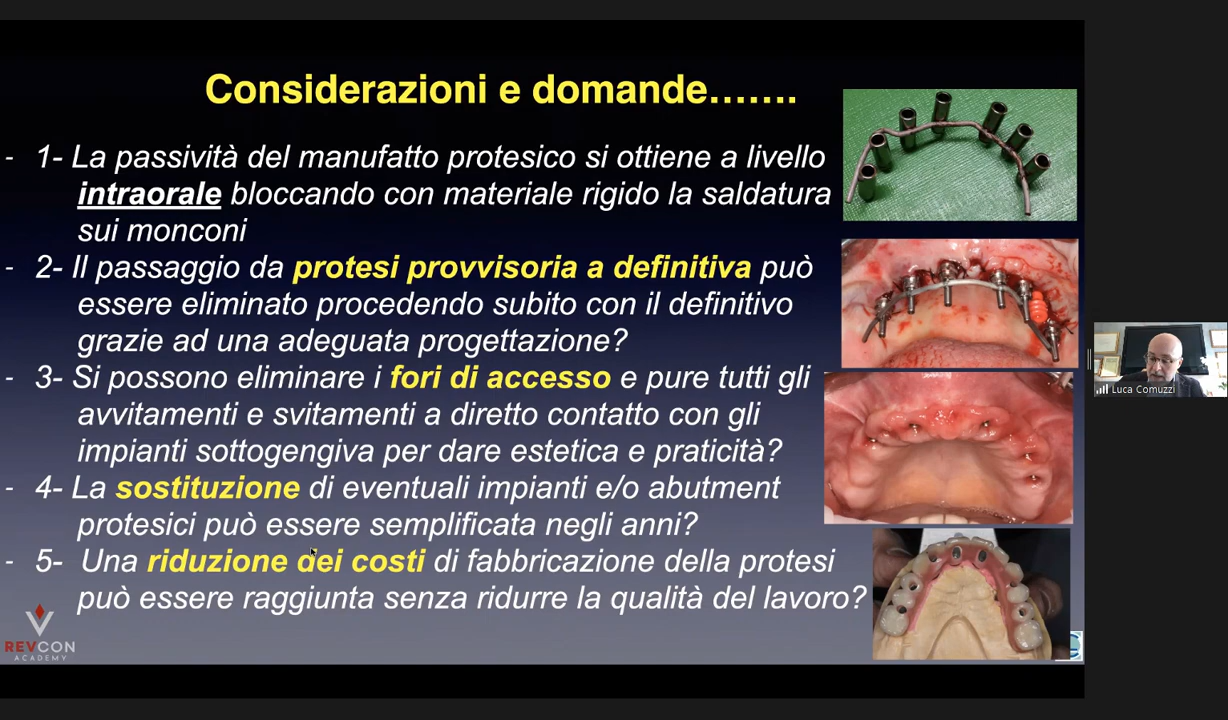 Considerazioni e domande…….
- 1- La passività del manufatto protesico si ottiene a livello
intraorale bloccando con materiale rigido la saldatura
sui monconi
- 2- Il passaggio da protesi provvisoria a definitiva può
essere eliminato procedendo subito con il definitivo
grazie ad una adeguata progettazione?
- 3- Si possono eliminare i fori di accesso e pure tutti gli
avvitamenti e svitamenti a diretto contatto con gli
impianti sottogengiva per dare estetica e praticità?
- 4- La sostituzione di eventuali impianti e/o abutment
protesici può essere semplificata negli anni?
- 5- Una riduzione dei costi di fabbricazione della protesi
può essere raggiunta senza ridurre la qualità del lavoro?
REVCON
ACADEMY
Luca Comuzzi